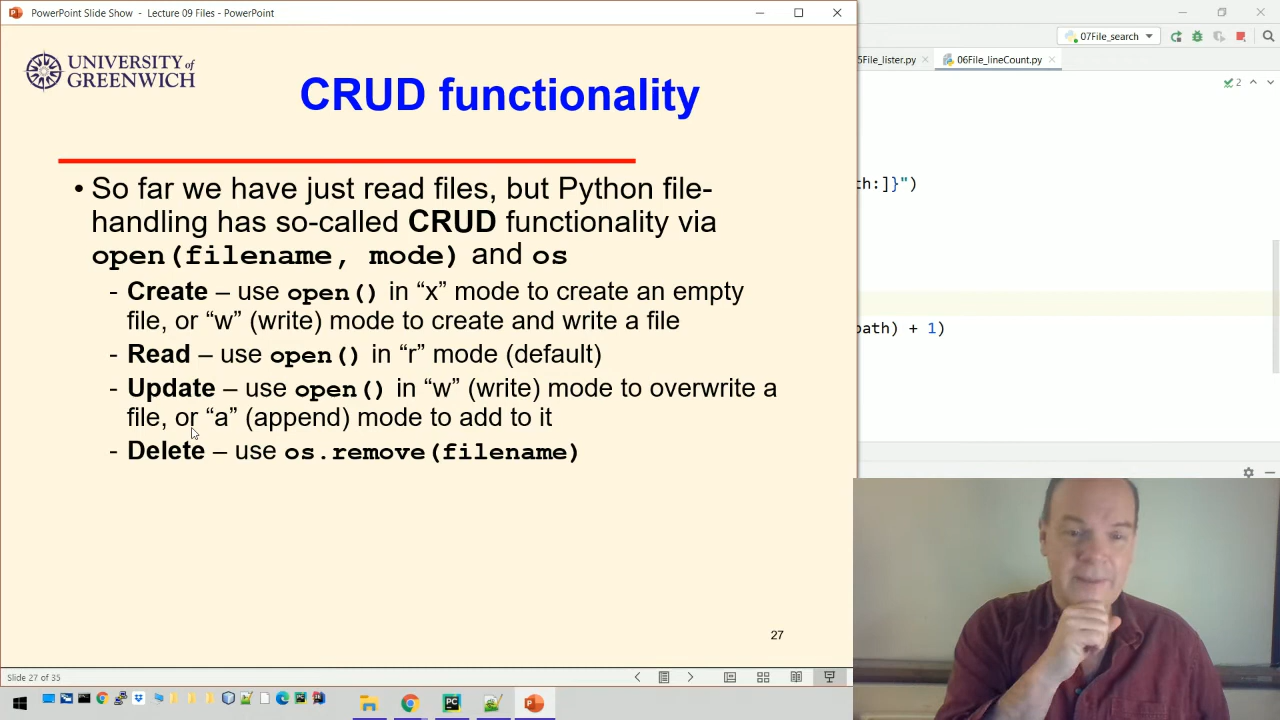 PowerPoint Slide Show - Lecture 09 Files - PowerPoint
UNIVERSITY of
GREENWICH
CRUD functionality
• So far we have just read files, but Python file-
handling has so-called CRUD functionality via
open(filename, mode) and os
- Create – use open() in “x” mode to create an empty
file, or “w” (write) mode to create and write a file
- Read – use open() in “r” mode (default)
- Update – use open() in “w” (write) mode to overwrite a
file, or “a” (append) mode to add to it
- Delete – use os.remove(filename)
27
Slide 27 of 35
07File_search
5File_lister.py
06File_lineCount.py
2
th:]}")
path) + 1)